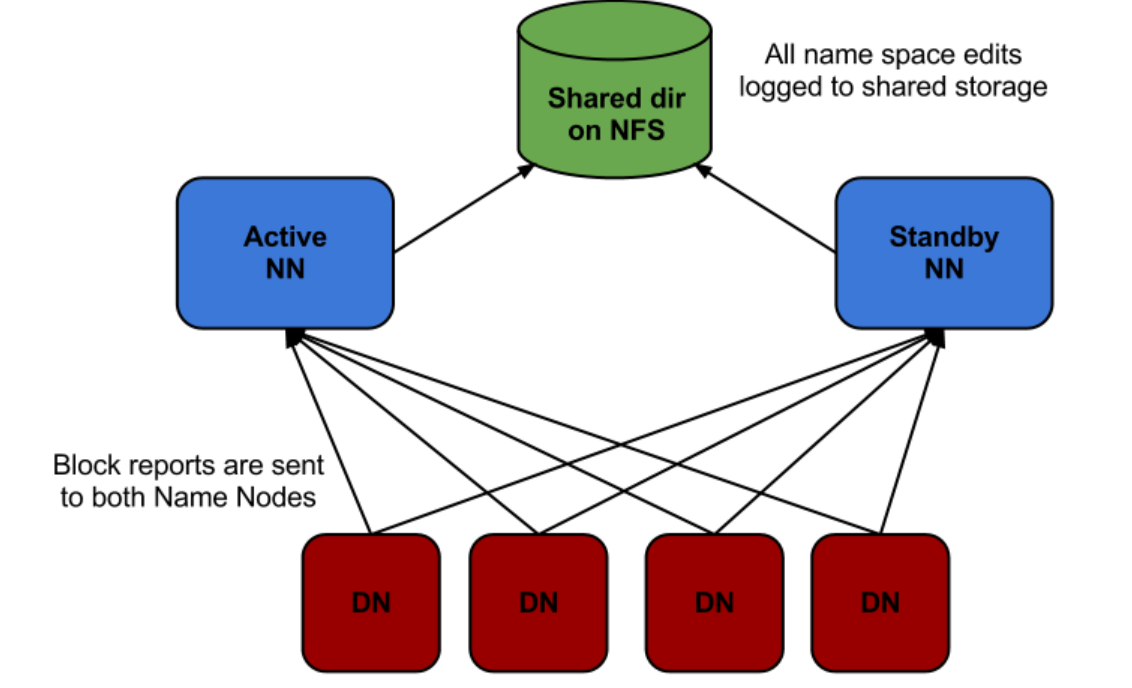 Shared dir
on NFS
All name space edits
logged to shared storage
Active
NN
Standby
NN
Block reports are sent
to both Name Nodes
DN
DN
DN
DN